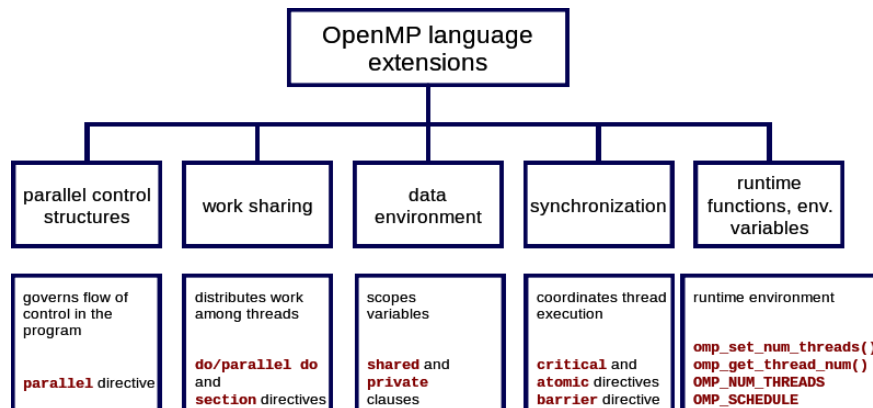 OpenMP language
extensions
parallel control
structures
work sharing
data
environment
synchronization
runtime
functions, env.
variables
governs flow of
control in the
program
parallel directive
distributes work
among threads
do/parallel do
and
section directives
scopes
variables
shared and
private
clauses
coordinates thread
execution
critical and
atomic directives
barrier directive
runtime environment
omp_set_num_threads()
omp_get_thread_num()
OMP_NUM_THREADS
OMP_SCHEDULE